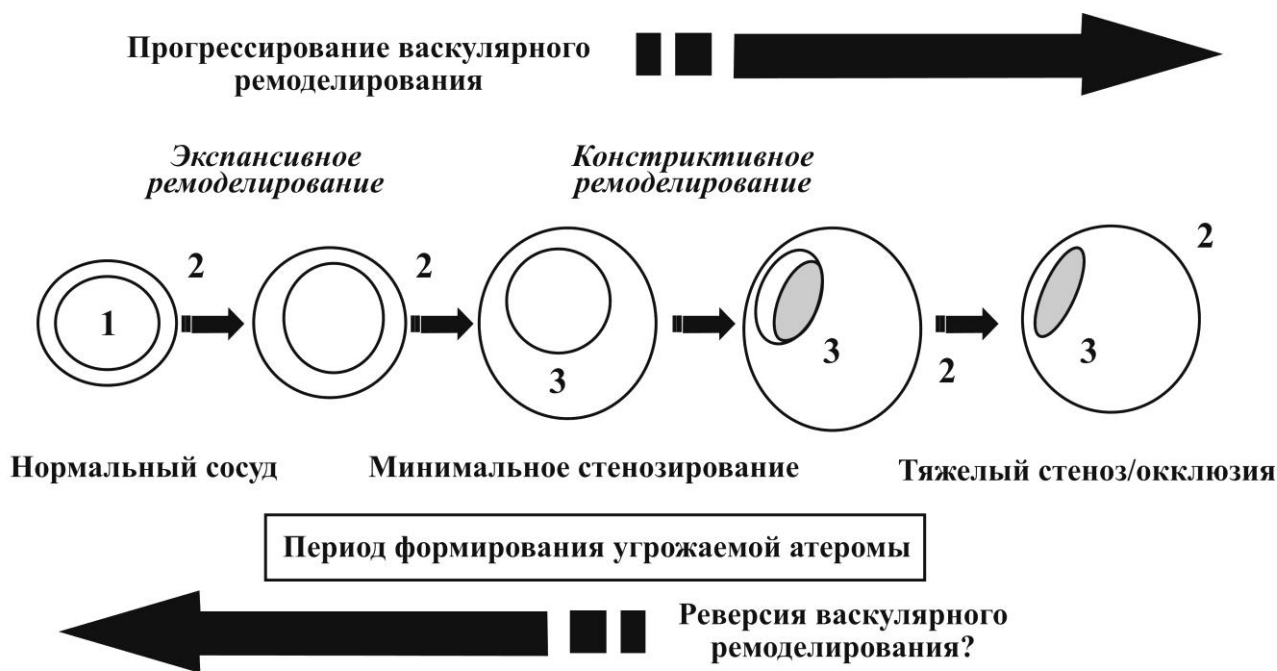 Прогрессирование васкулярного
ремоделирования
Экспансивное
ремоделирование
Констриктивное
ремоделирование
1
2
2
3
3
2
3
2
Нормальный сосуд
Минимальное стенозирование
Тяжелый стеноз/окклюзия
Период формирования угрожаемой атеромы
Реверсия васкулярного
ремоделирования?